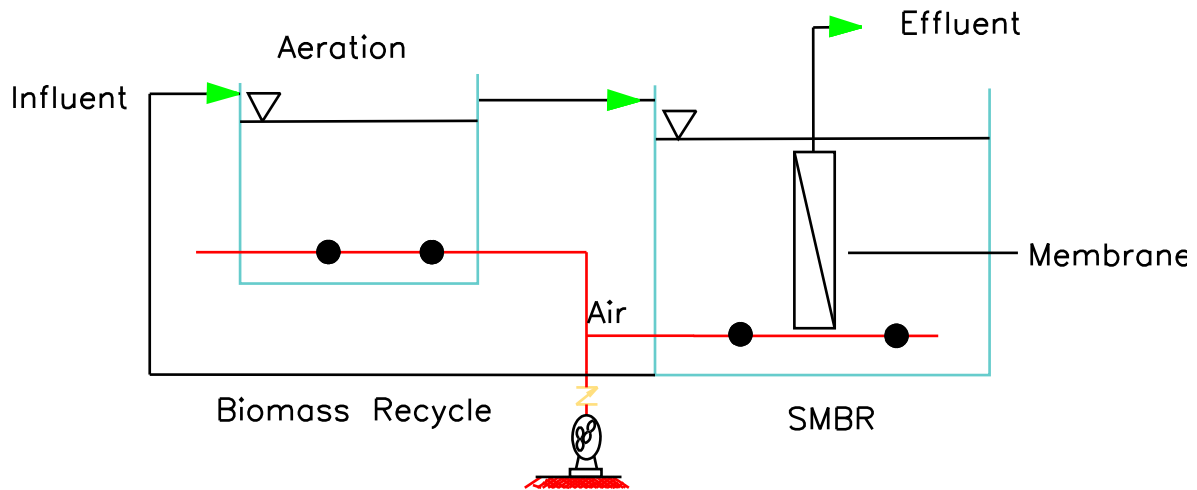 Effluent
Aeration
Influent
Membrane
Air
Biomass Recycle
SMBR